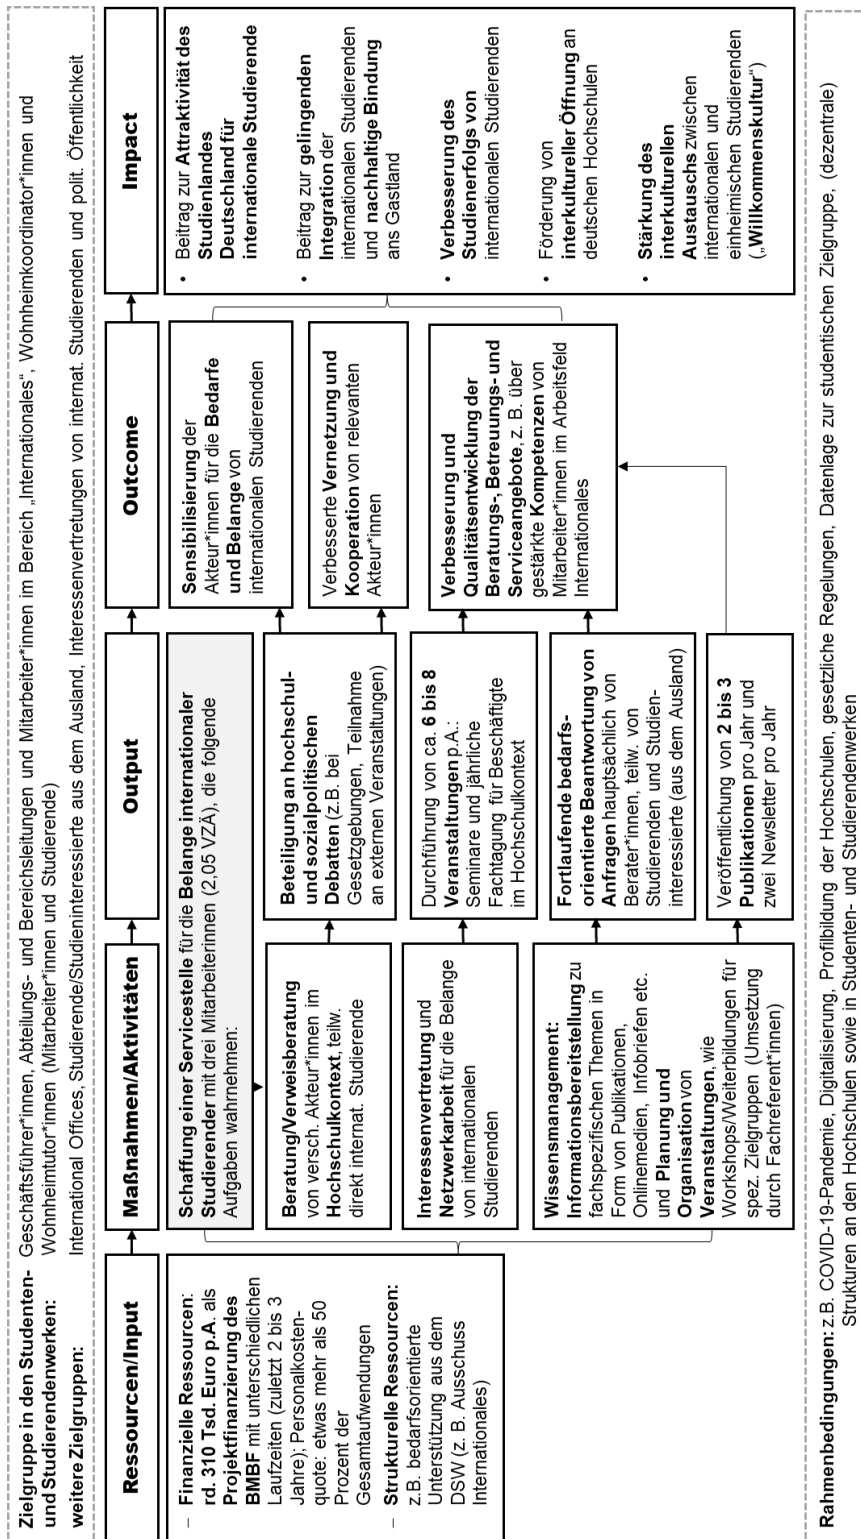 Zielgruppe in den Studenten-
und Studierendenwerken:
Geschäftsführer*innen, Abteilungs- und Bereichsleitungen und Mitarbeiter*innen im Bereich „Internationales“, Wohnheimkoordinator*innen und
Wohnheimtutor*innen (Mitarbeiter*innen und Studierende)
weitere Zielgruppen:
International Offices, Studierende/Studieninteressierte aus dem Ausland, Interessenvertretungen von internat. Studierenden und polit. Öffentlichkeit
Ressourcen/Input
Maßnahmen/Aktivitäten
Output
Outcome
Impact
– Finanzielle Ressourcen:
rd. 310 Tsd. Euro p.A. als
Projektfinanzierung des
BMBF mit unterschiedlichen
Laufzeiten (zuletzt 2 bis 3
Jahre); Personalkosten-
quote: etwas mehr als 50
Prozent der
Gesamtaufwendungen
– Strukturelle Ressourcen:
z.B. bedarfsorientierte
Unterstützung aus dem
DSW (z. B. Ausschuss
Internationales)
Schaffung einer Servicestelle für die Belange internationaler
Studierender mit drei Mitarbeiterinnen (2,05 VZÄ), die folgende
Aufgaben wahrnehmen:
Beratung/Verweisberatung
von versch. Akteur*innen im
Hochschulkontext, teilw.
direkt internat. Studierende
Interessenvertretung und
Netzwerkarbeit für die Belange
von internationalen
Studierenden
Wissensmanagement:
Informationsbereitstellung zu
fachspezifischen Themen in
Form von Publikationen,
Onlinemedien, Infobriefen etc.
und Planung und
Organisation von
Veranstaltungen, wie
Workshops/Weiterbildungen für
spez. Zielgruppen (Umsetzung
durch Fachreferent*innen)
Beteiligung an hochschul-
und sozialpolitischen
Debatten (z.B. bei
Gesetzgebungen, Teilnahme
an externen Veranstaltungen)
Durchführung von ca. 6 bis 8
Veranstaltungen p.A.:
Seminare und jährliche
Fachtagung für Beschäftigte
im Hochschulkontext
Fortlaufende bedarfs-
orientierte Beantwortung von
Anfragen hauptsächlich von
Berater*innen, teilw. von
Studierenden und Studien-
interessierte (aus dem Ausland)
Veröffentlichung von 2 bis 3
Publikationen pro Jahr und
zwei Newsletter pro Jahr
Sensibilisierung der
Akteur*innen für die Bedarfe
und Belange von
internationalen Studierenden
Verbesserte Vernetzung und
Kooperation von relevanten
Akteur*innen
Verbesserung und
Qualitätsentwicklung der
Beratungs-, Betreuungs- und
Serviceangebote, z. B. über
gestärkte Kompetenzen von
Mitarbeiter*innen im Arbeitsfeld
Internationales
• Beitrag zur Attraktivität des
Studienlandes
Deutschland für
internationale Studierende
• Beitrag zur gelingenden
Integration der
internationalen Studierenden
und nachhaltige Bindung
ans Gastland
• Verbesserung des
Studienerfolgs von
internationalen Studierenden
• Förderung von
interkultureller Öffnung an
deutschen Hochschulen
• Stärkung des
interkulturellen
Austauschs zwischen
internationalen und
einheimischen Studierenden
(„Willkommenskultur“)
Rahmenbedingungen: z.B. COVID-19-Pandemie, Digitalisierung, Profilbildung der Hochschulen, gesetzliche Regelungen, Datenlage zur studentischen Zielgruppe, (dezentrale)
Strukturen an den Hochschulen sowie in Studenten- und Studierendenwerken